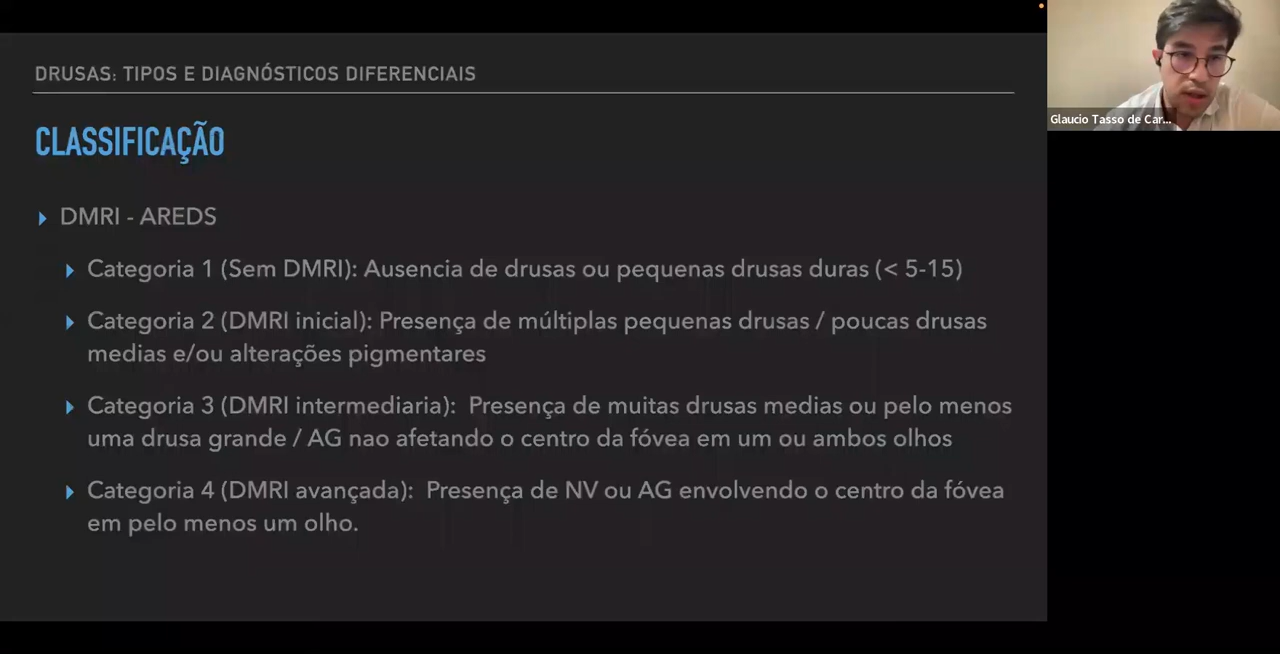 DRUSAS: TIPOS E DIAGNÓSTICOS DIFERENCIAIS
CLASSIFICAÇÃO
DMRI - AREDS
Categoria 1 (Sem DMRI): Ausencia de drusas ou pequenas drusas duras (< 5-15)
Categoria 2 (DMRI inicial): Presença de múltiplas pequenas drusas / poucas drusas
medias e/ou alterações pigmentares
Categoria 3 (DMRI intermediaria): Presença de muitas drusas medias ou pelo menos
uma drusa grande / AG nao afetando o centro da fóvea em um ou ambos olhos
Categoria 4 (DMRI avançada): Presença de NV ou AG envolvendo o centro da fóvea
em pelo menos um olho.
Glaucio Tasso de Car...